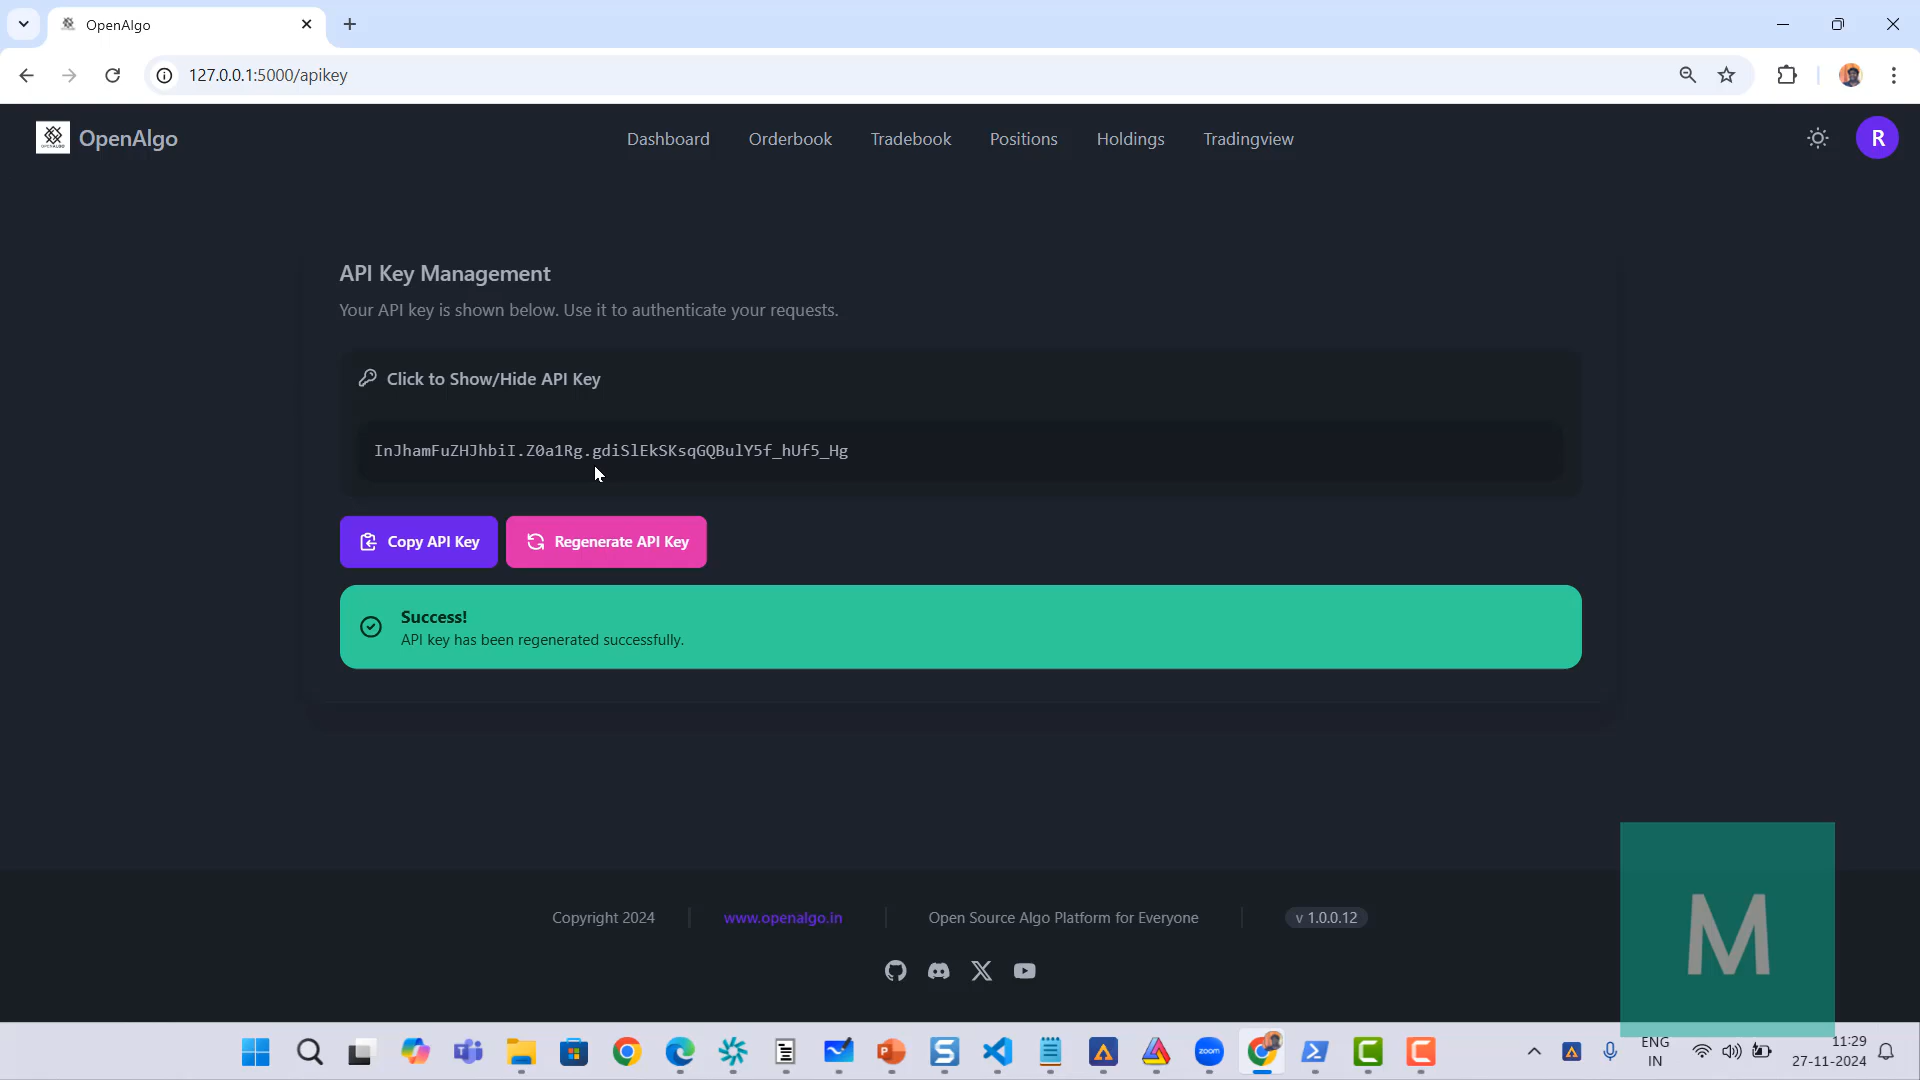 OpenAlgo
127.0.0.1:5000/apikey
OpenAlgo
Dashboard
Orderbook
Tradebook
Positions
Holdings
Tradingview
R
API Key Management
Your API key is shown below. Use it to authenticate your requests.
Click to Show/Hide API Key
InJhamFuZHJhbiI.Z0a1Rg.gdiSlEkSKsqGQBulY5f_hUf5_Hg
Copy API Key
Regenerate API Key
Success!
API key has been regenerated successfully.
Copyright 2024
www.openalgo.in
Open Source Algo Platform for Everyone
v 1.0.0.12
M
zoom
ENG
IN
11:29
27-11-2024